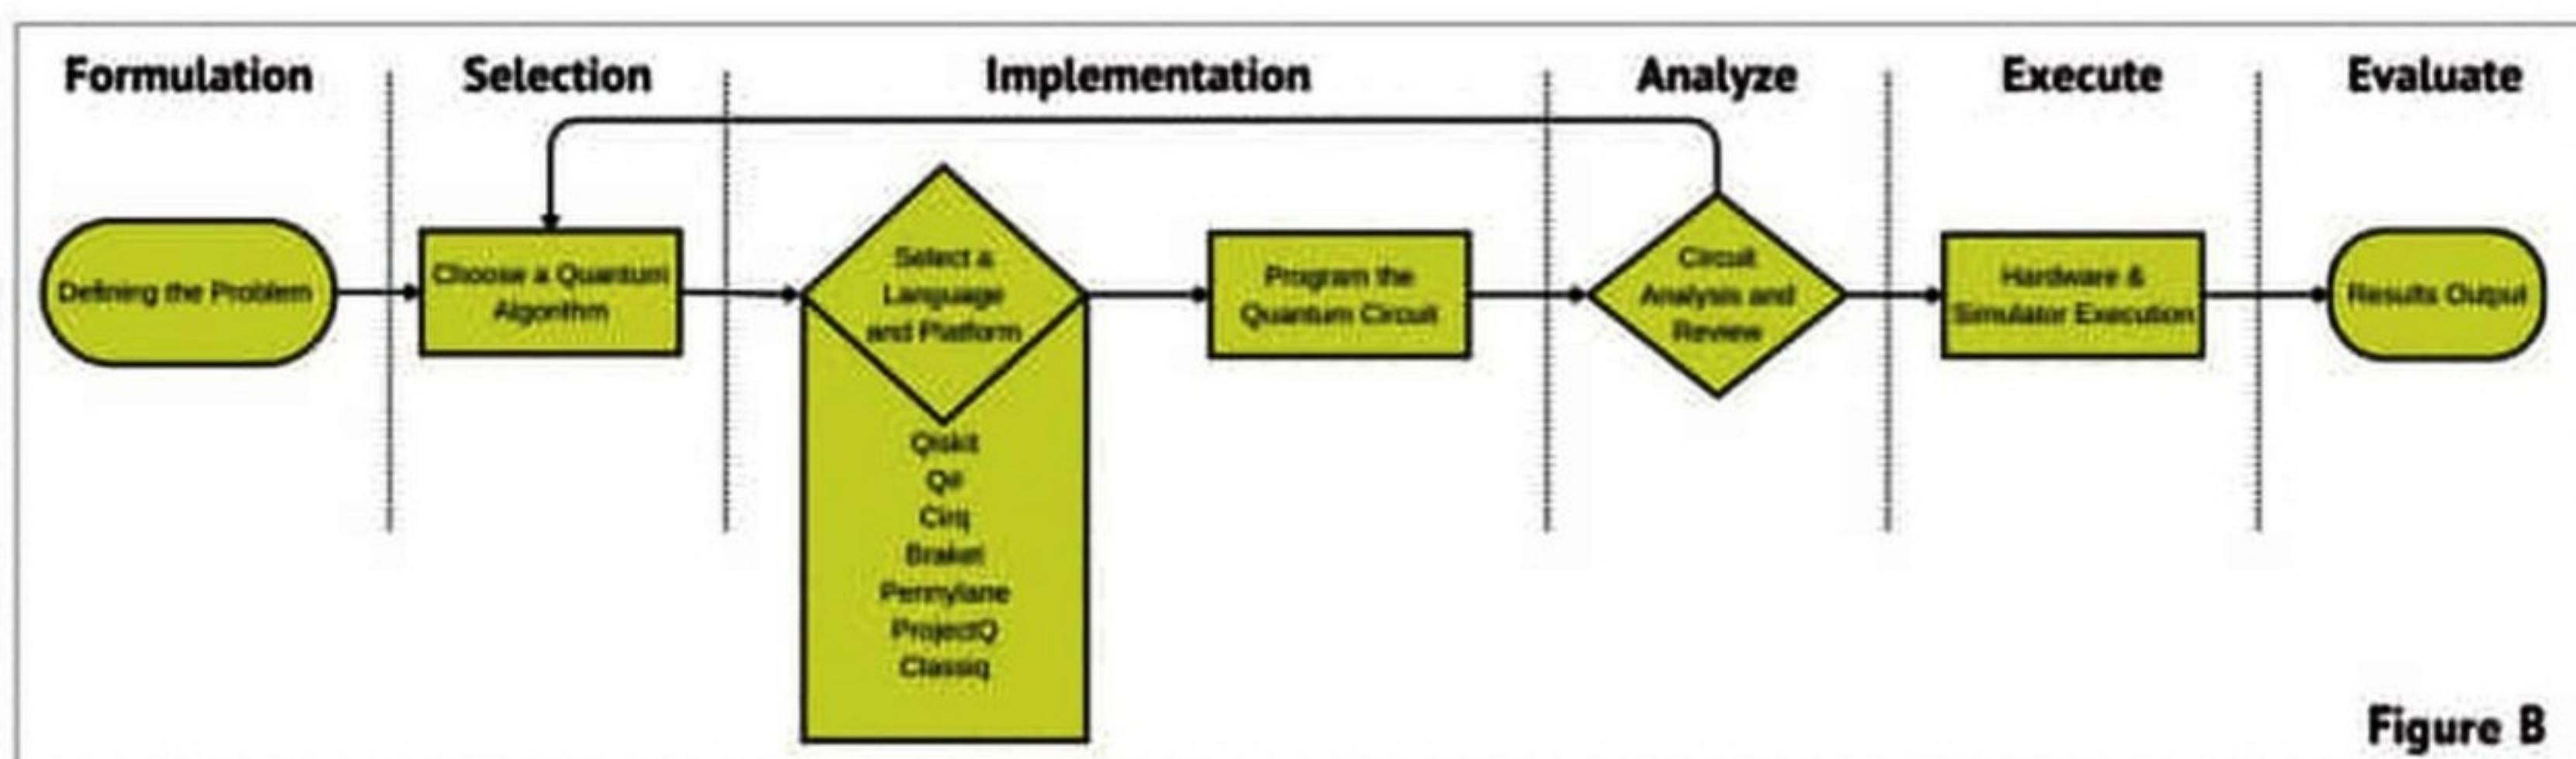 Formulation
Selection
Implementation
Analyze
Execute
Evaluate
Defining the Problem
Choose a Quantum
Algorithm
Select a
Language
and Platform
Qiskit
Q#
Cirq
Braket
Pennylane
ProjectQ
Classiq
Program the
Quantum Circuit
Circuit
Analysis and
Review
Hardware &
Simulator Execution
Results Output
Figure B